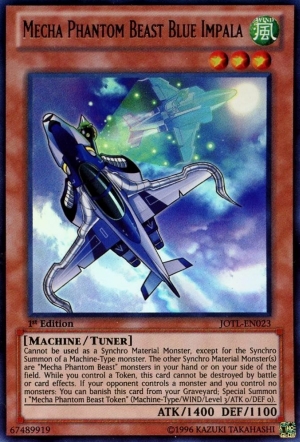 MECHA PHANTOM BEAST BLUE IMPALA
WIND
風
1st Edition
JOTL-EN023
[MACHINE / TUNER]
Cannot be used as a Synchro Material Monster, except for the Synchro
Summon of a Machine-Type monster. The other Synchro Material Monster(s)
are "Mecha Phantom Beast" monsters in your hand or on your side of the
field. While you control a Token, this card cannot be destroyed by battle
or card effects. If your opponent controls a monster and you control no
monsters: You can banish this card from your Graveyard; Special Summon
1 "Mecha Phantom Beast Token" (Machine-Type/WIND/Level 3/ATK 0/DEF 0).
ATK/1400 DEF/1100
67489919
©1996 KAZUKI TAKAHASHI